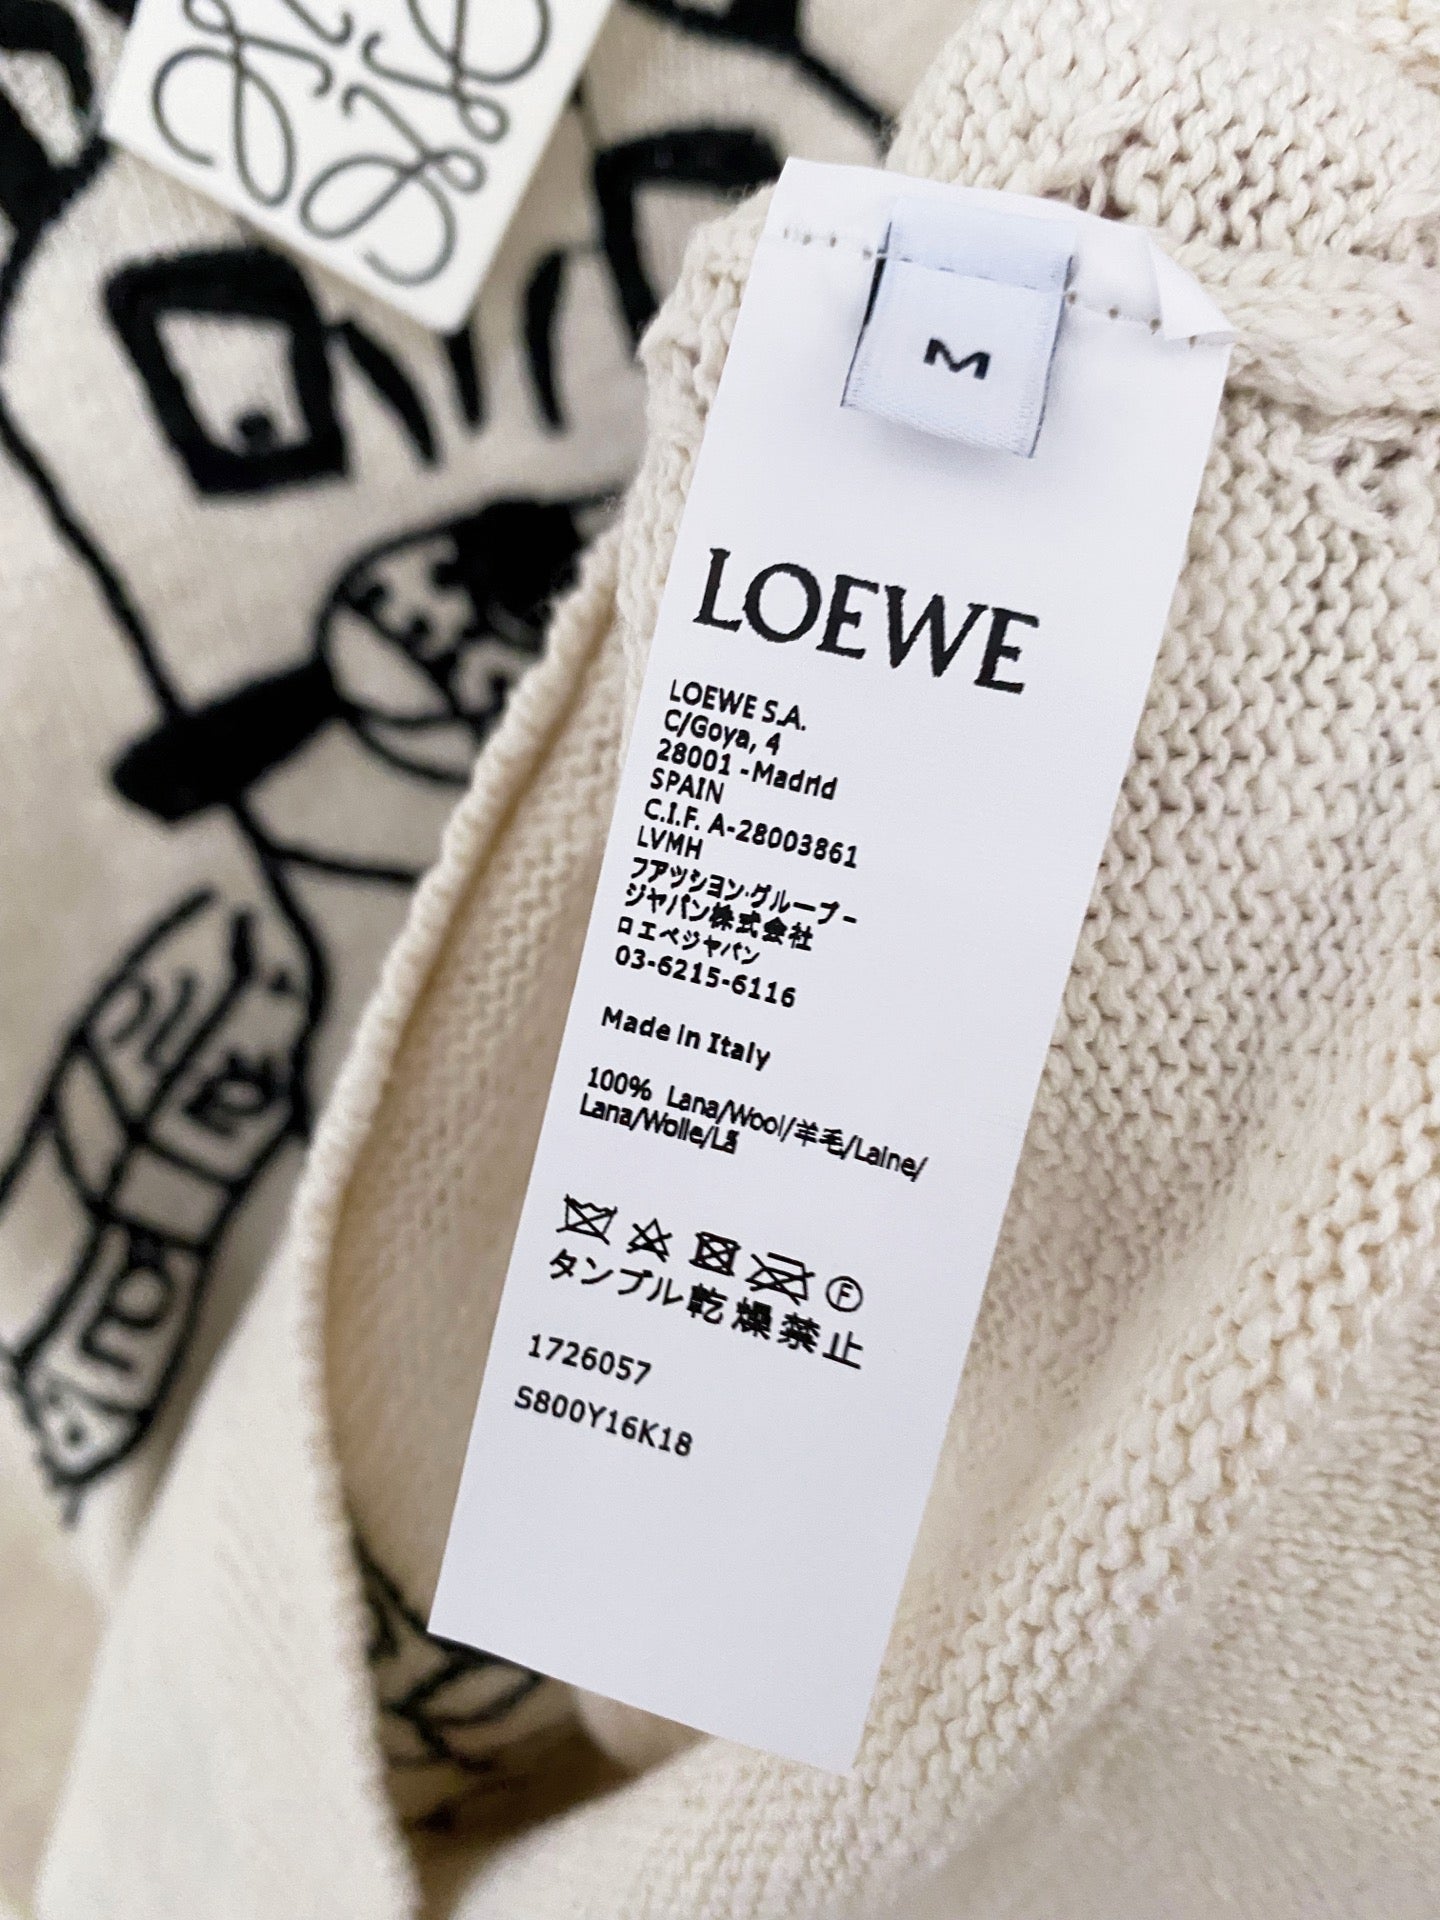 M
LOEWE
LOEWE S.A.
C/Goya, 4
28001 - Madrid
SPAIN
C.I.F. A-28003861
LVMH
フアッション·グループ -
ジャパン株式会社
ロエベジャパン
03-6215-6116
Made in Italy
100% Lana/Wool/羊毛/Laine/
Lana/Wolle/Lã
F
タンブル乾燥禁止
1726057
S800Y16K18